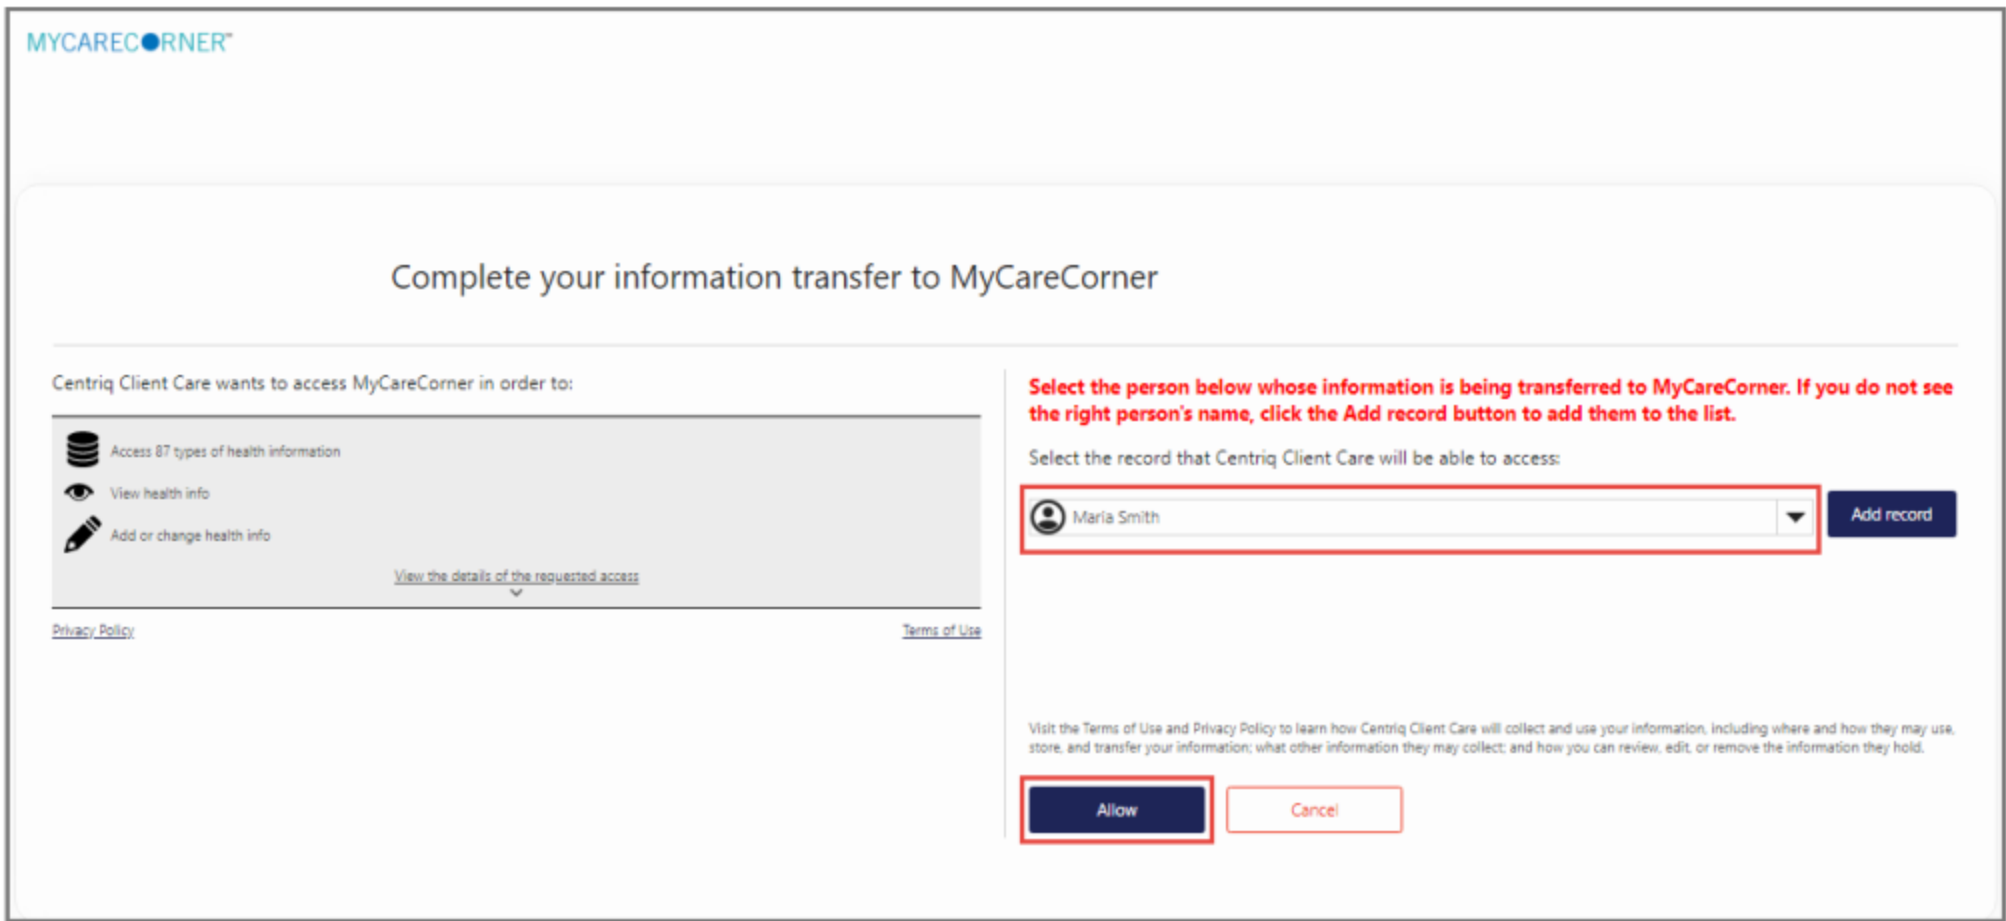 MYCARECORNER™
Complete your information transfer to MyCareCorner
Centriq Client Care wants to access MyCareCorner in order to:
Access 87 types of health information
View health info
Add or change health info
View the details of the requested access
Privacy Policy
Terms of Use
Select the person below whose information is being transferred to MyCareCorner. If you do not see
the right person's name, click the Add record button to add them to the list.
Select the record that Centriq Client Care will be able to access:
Maria Smith
Add record
Visit the Terms of Use and Privacy Policy to learn how Centriq Client Care will collect and use your information, including where and how they may use,
store, and transfer your information; what other information they may collect; and how you can review, edit, or remove the information they hold.
Allow
Cancel